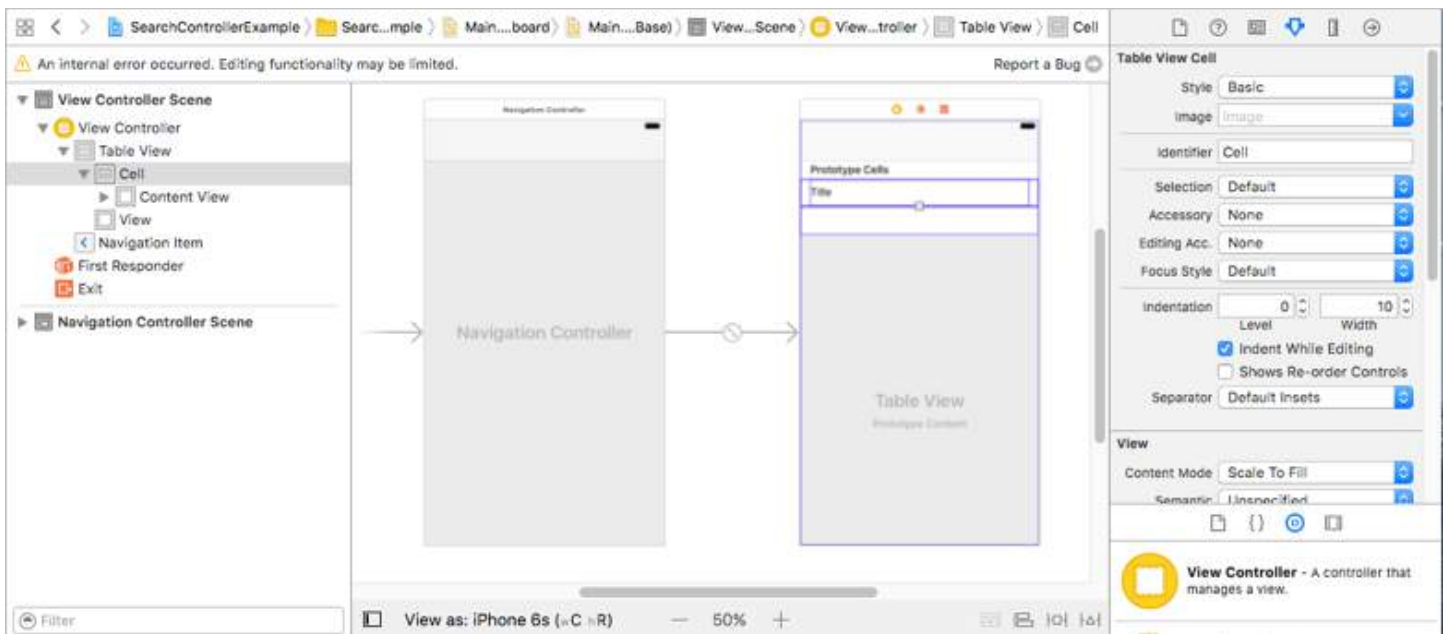 SearchControllerExample Searc...mple Main....board) Main....Base)) View...Scene View...troller Table View Cell
An internal error occurred. Editing functionality may be limited. Report a Bug
View Controller Scene
View Controller
Table View
Cell
Content View
View
Navigation Item
First Responder
Exit
Navigation Controller Scene
Filter
Navigation Controller
Navigation Controller
Prototype Cells
Title
Table View
Prototype Content
View as: iPhone 6s (wC hR) — 50% +
Table View Cell
Style Basic
Image Image
Identifier Cell
Selection Default
Accessory None
Editing Acc. None
Focus Style Default
Indentation 0 10
Level Width
Indent While Editing
Shows Re-order Controls
Separator Default Insets
View
Content Mode Scale To Fill
Semantic Unspecified
{ }
View Controller - A controller that
manages a view.